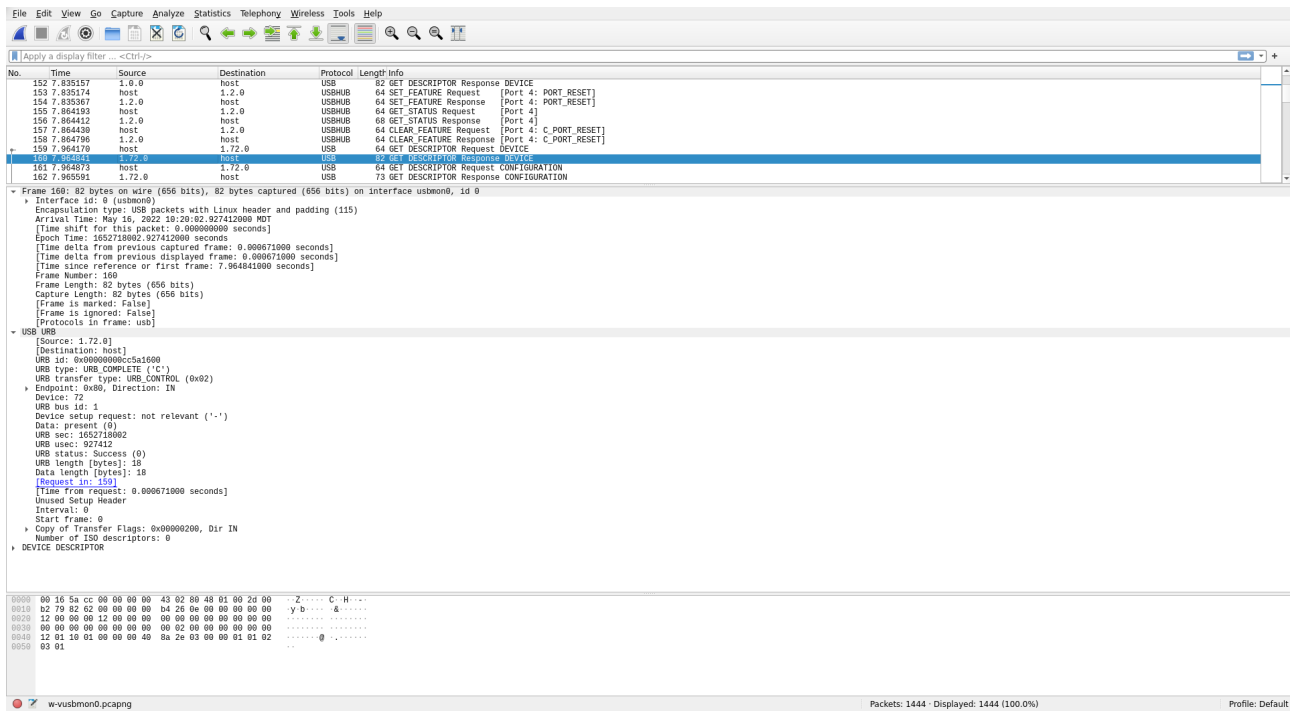 File Edit View Go Capture Analyze Statistics Telephony Wireless Tools Help
Apply a display filter ... <Ctrl-/>
No. Time Source Destination Protocol Length Info
152 7.835157 1.0.0 host USB 82 GET DESCRIPTOR Response DEVICE
153 7.835174 host 1.2.0 USBHUB 64 SET_FEATURE Request [Port 4: PORT_RESET]
154 7.835367 1.2.0 host USBHUB 64 SET_FEATURE Response [Port 4: PORT_RESET]
155 7.864193 host 1.2.0 USBHUB 64 GET_STATUS Request [Port 4]
156 7.864412 1.2.0 host USBHUB 68 GET_STATUS Response [Port 4]
157 7.864430 host 1.2.0 USBHUB 64 CLEAR_FEATURE Request [Port 4: C_PORT_RESET]
158 7.864796 1.2.0 host USBHUB 64 CLEAR_FEATURE Response [Port 4: C_PORT_RESET]
159 7.964170 host 1.72.0 USB 64 GET DESCRIPTOR Request DEVICE
160 7.964841 1.72.0 host USB 82 GET DESCRIPTOR Response DEVICE
161 7.964873 host 1.72.0 USB 64 GET DESCRIPTOR Request CONFIGURATION
162 7.965591 1.72.0 host USB 73 GET DESCRIPTOR Response CONFIGURATION
Frame 160: 82 bytes on wire (656 bits), 82 bytes captured (656 bits) on interface usbmon0, id 0
Interface id: 0 (usbmon0)
Encapsulation type: USB packets with Linux header and padding (115)
Arrival Time: May 16, 2022 10:20:02.927412000 MDT
[Time shift for this packet: 0.000000000 seconds]
Epoch Time: 1652718002.927412000 seconds
[Time delta from previous captured frame: 0.000671000 seconds]
[Time delta from previous displayed frame: 0.000671000 seconds]
[Time since reference or first frame: 7.964841000 seconds]
Frame Number: 160
Frame Length: 82 bytes (656 bits)
Capture Length: 82 bytes (656 bits)
[Frame is marked: False]
[Frame is ignored: False]
[Protocols in frame: usb]
USB URB
[Source: 1.72.0]
[Destination: host]
URB id: 0x00000000cc5a1600
URB type: URB_COMPLETE ('C')
URB transfer type: URB_CONTROL (0x02)
Endpoint: 0x80, Direction: IN
Device: 72
URB bus id: 1
Device setup request: not relevant ('-')
Data: present (0)
URB sec: 1652718002
URB usec: 927412
URB status: Success (0)
URB length [bytes]: 18
Data length [bytes]: 18
[Request in: 159]
[Time from request: 0.000671000 seconds]
Unused Setup Header
Interval: 0
Start frame: 0
Copy of Transfer Flags: 0x00000200, Dir IN
Number of ISO descriptors: 0
DEVICE DESCRIPTOR
0000 00 16 5a cc 00 00 00 00 43 02 80 48 01 00 2d 00 ··Z····· C··H··-·
0010 b2 79 82 62 00 00 00 00 b4 26 0e 00 00 00 00 00 ·y·b···· ·&······
0020 12 00 00 00 12 00 00 00 00 00 00 00 00 00 00 00 ········ ········
0030 00 00 00 00 00 00 00 00 00 02 00 00 00 00 00 00 ········ ········
0040 12 01 10 01 00 00 00 40 8a 2e 03 00 00 01 01 02 ·······@ ·.······
0050 03 01 ··
w-vusbmon0.pcapng Packets: 1444 · Displayed: 1444 (100.0%) Profile: Default